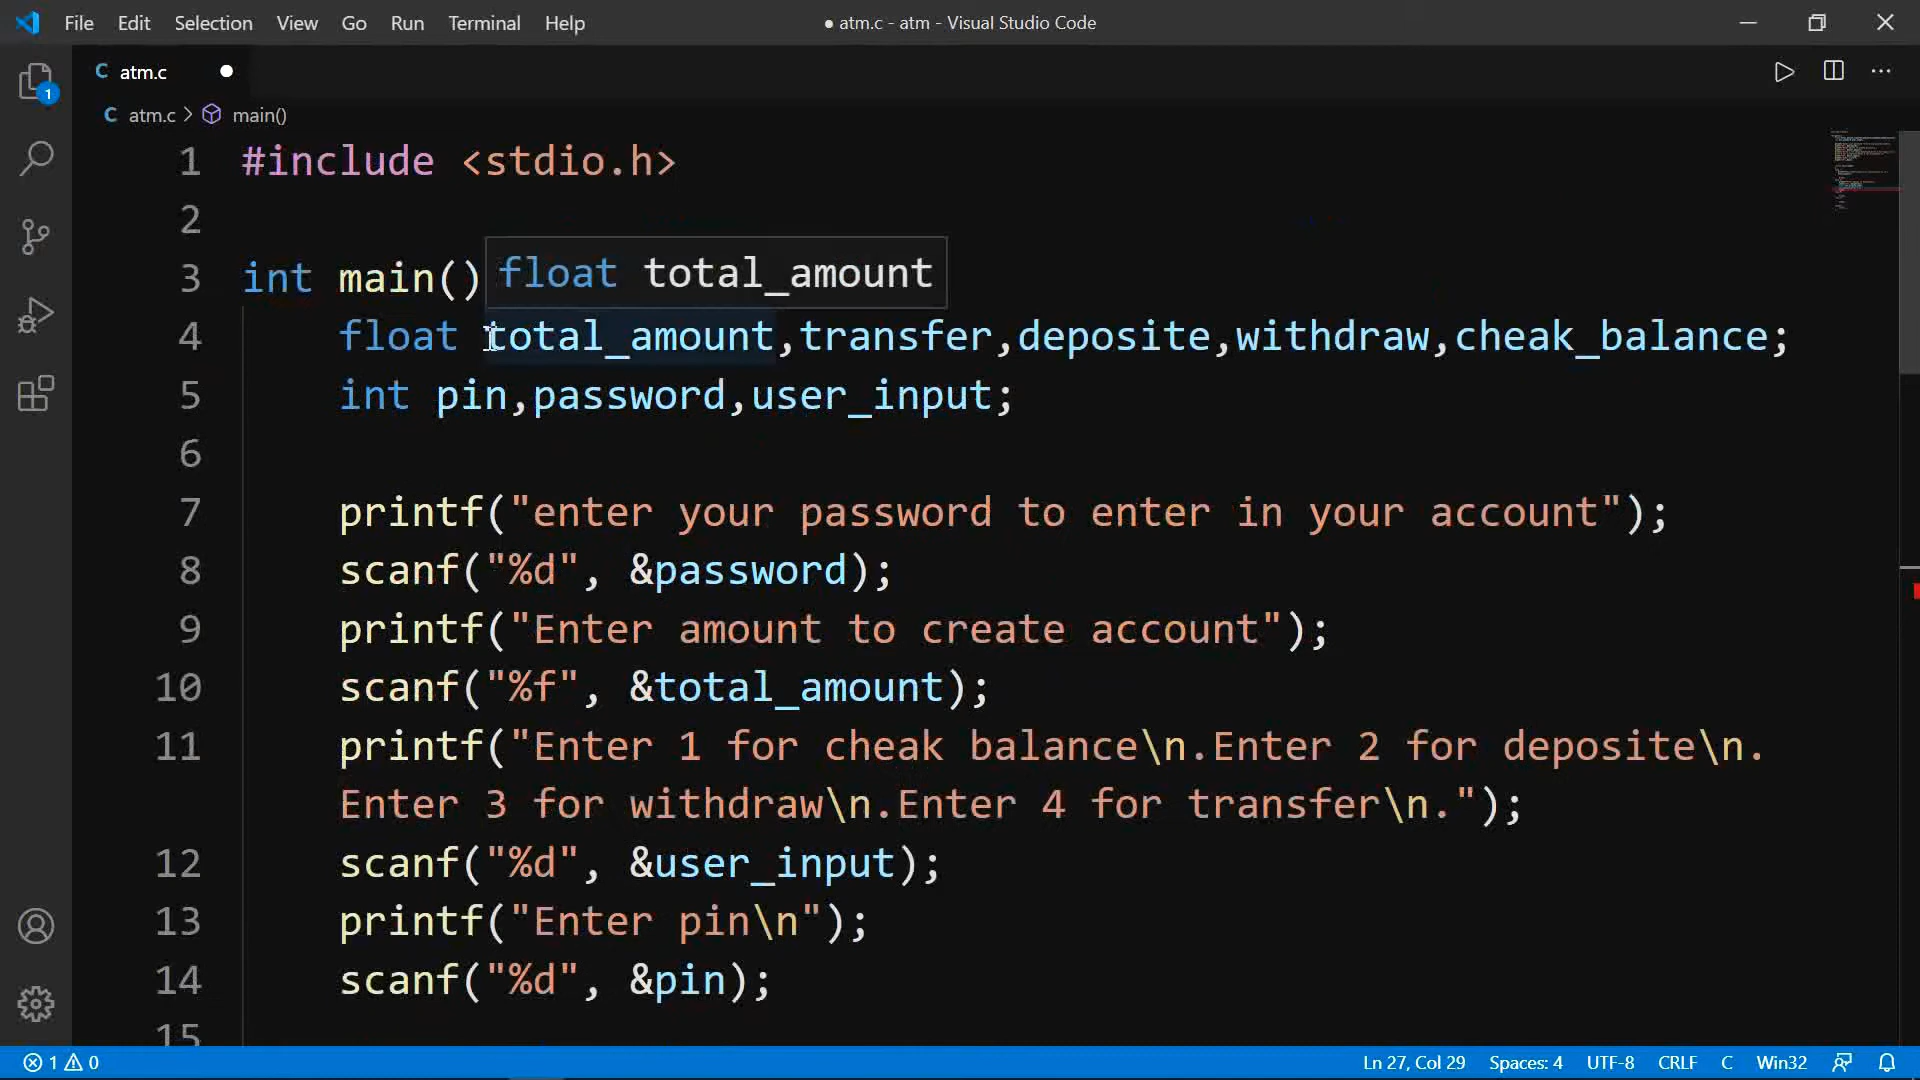 File Edit Selection View Go Run Terminal Help ● atm.c - atm - Visual Studio Code
C atm.c ●
1
C atm.c > main()
1 #include <stdio.h>
2
3 int main()
float total_amount
4 float total_amount,transfer,deposite,withdraw,cheak_balance;
5 int pin,password,user_input;
6
7 printf("enter your password to enter in your account");
8 scanf("%d", &password);
9 printf("Enter amount to create account");
10 scanf("%f", &total_amount);
11 printf("Enter 1 for cheak balance\n.Enter 2 for deposite\n.
Enter 3 for withdraw\n.Enter 4 for transfer\n.");
12 scanf("%d", &user_input);
13 printf("Enter pin\n");
14 scanf("%d", &pin);
15
1 0 Ln 27, Col 29 Spaces: 4 UTF-8 CRLF C Win32